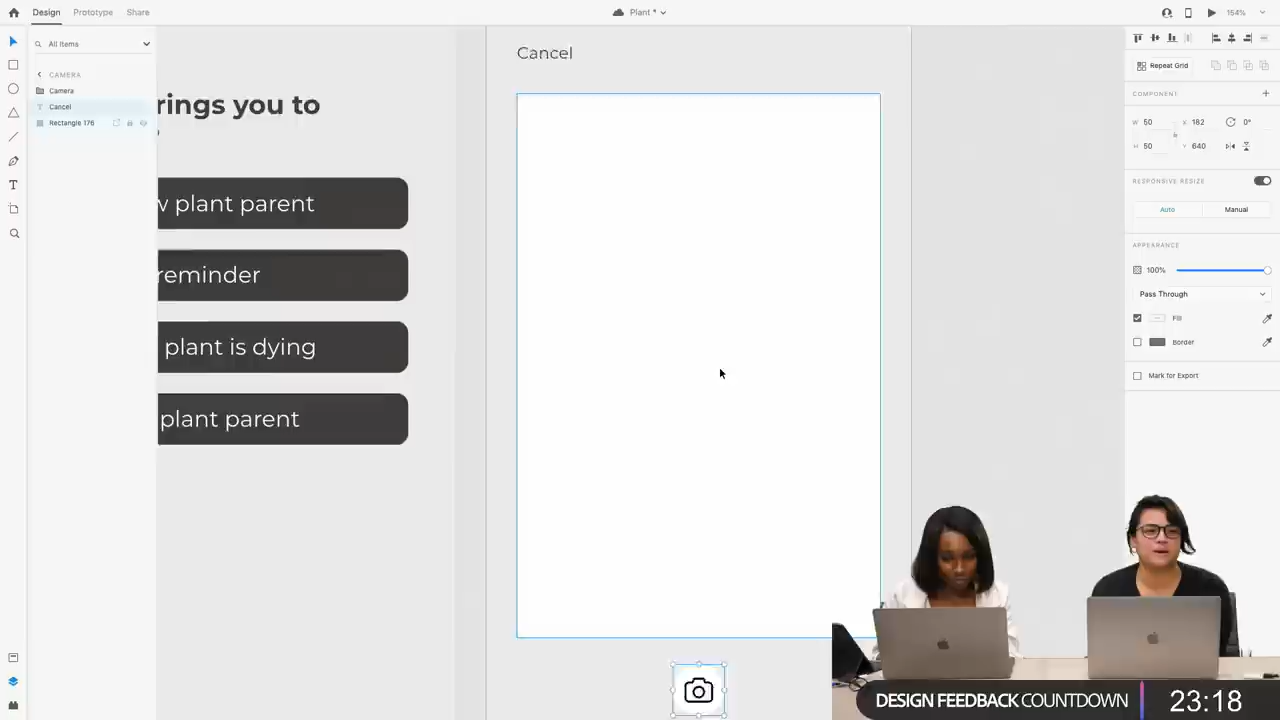 Design Prototype Share
Plant *
154%
All Items
CAMERA
Camera
Cancel
Rectangle 176
Cancel
rings you to
w plant parent
reminder
plant is dying
plant parent
Repeat Grid
COMPONENT
W 50 X 182 0°
H 50 Y 640
RESPONSIVE RESIZE
Auto Manual
APPEARANCE
100%
Pass Through
Fill
Border
Mark for Export
DESIGN FEEDBACK COUNTDOWN 23:18